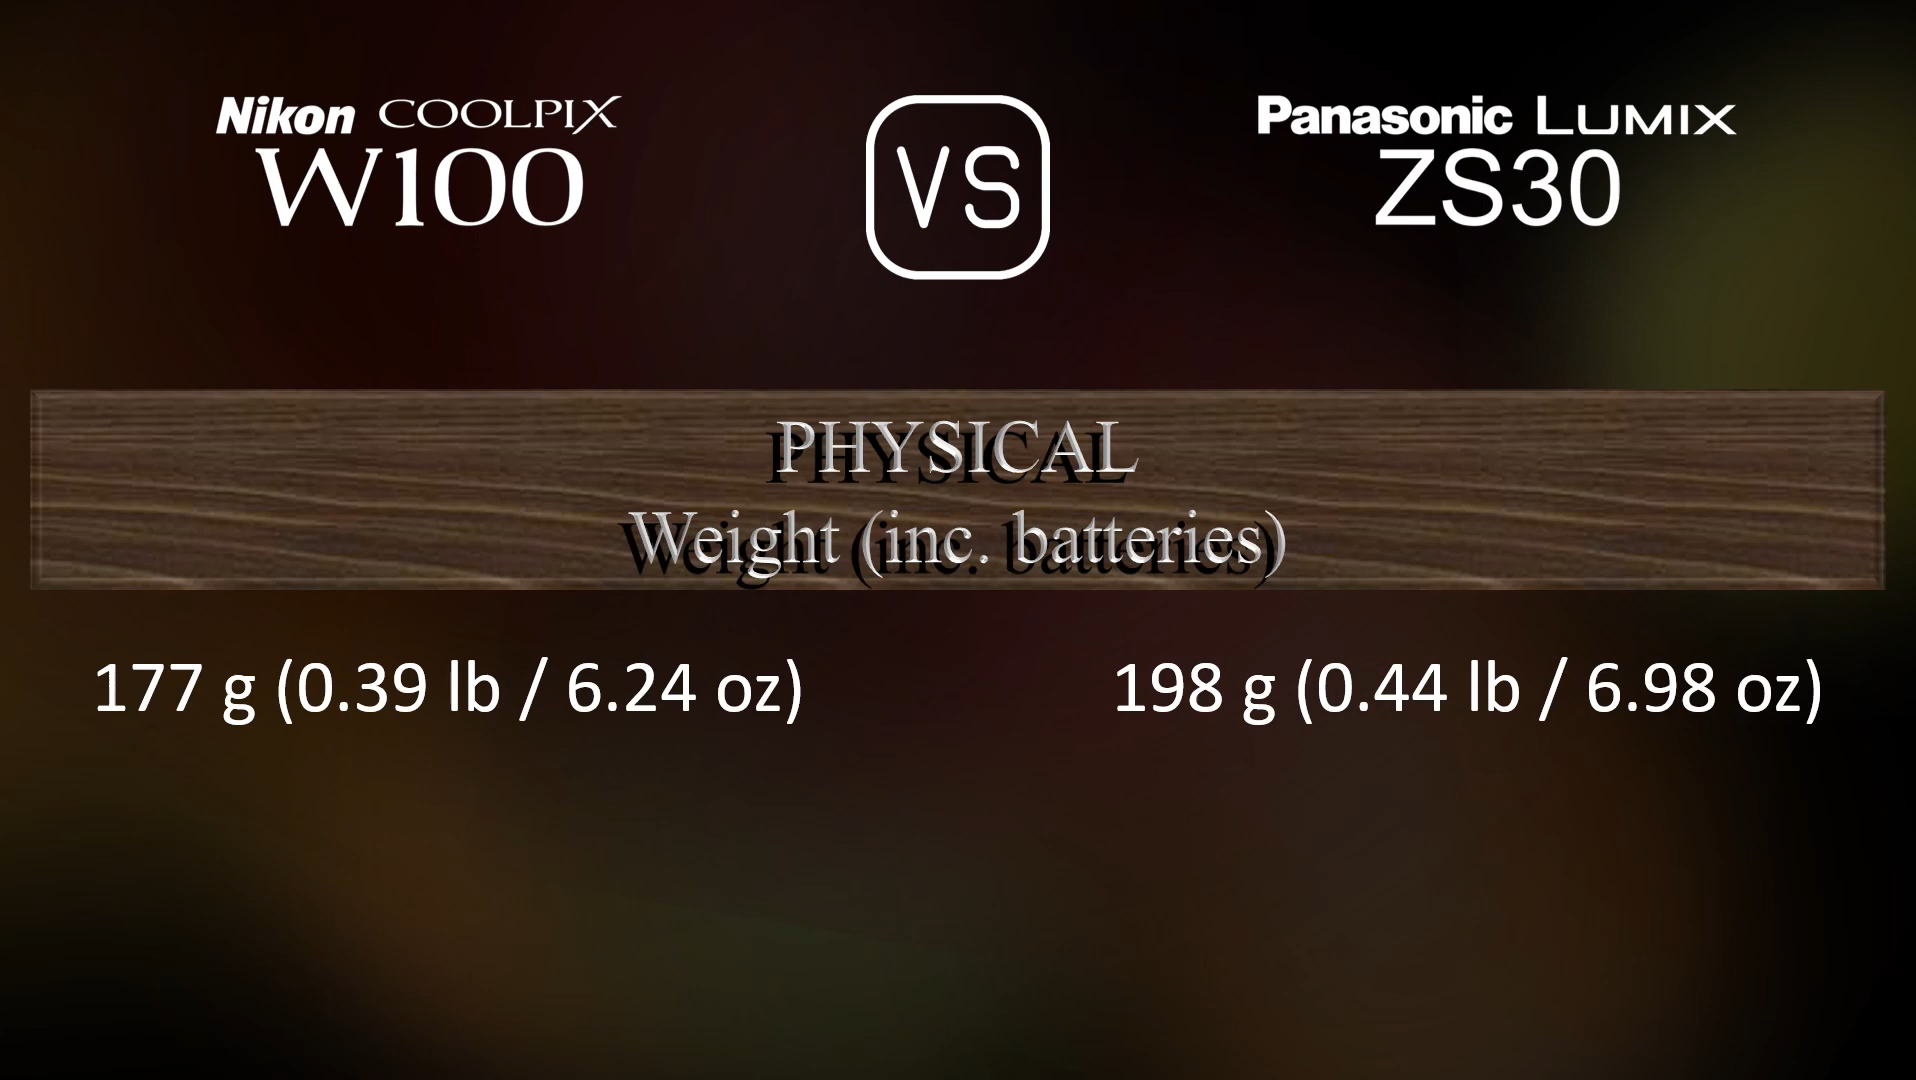 Nikon COOLPIX
W100
VS
Panasonic LUMIX
ZS30
PHYSICAL
Weight (inc. batteries)
177 g (0.39 lb / 6.24 oz)
198 g (0.44 lb / 6.98 oz)